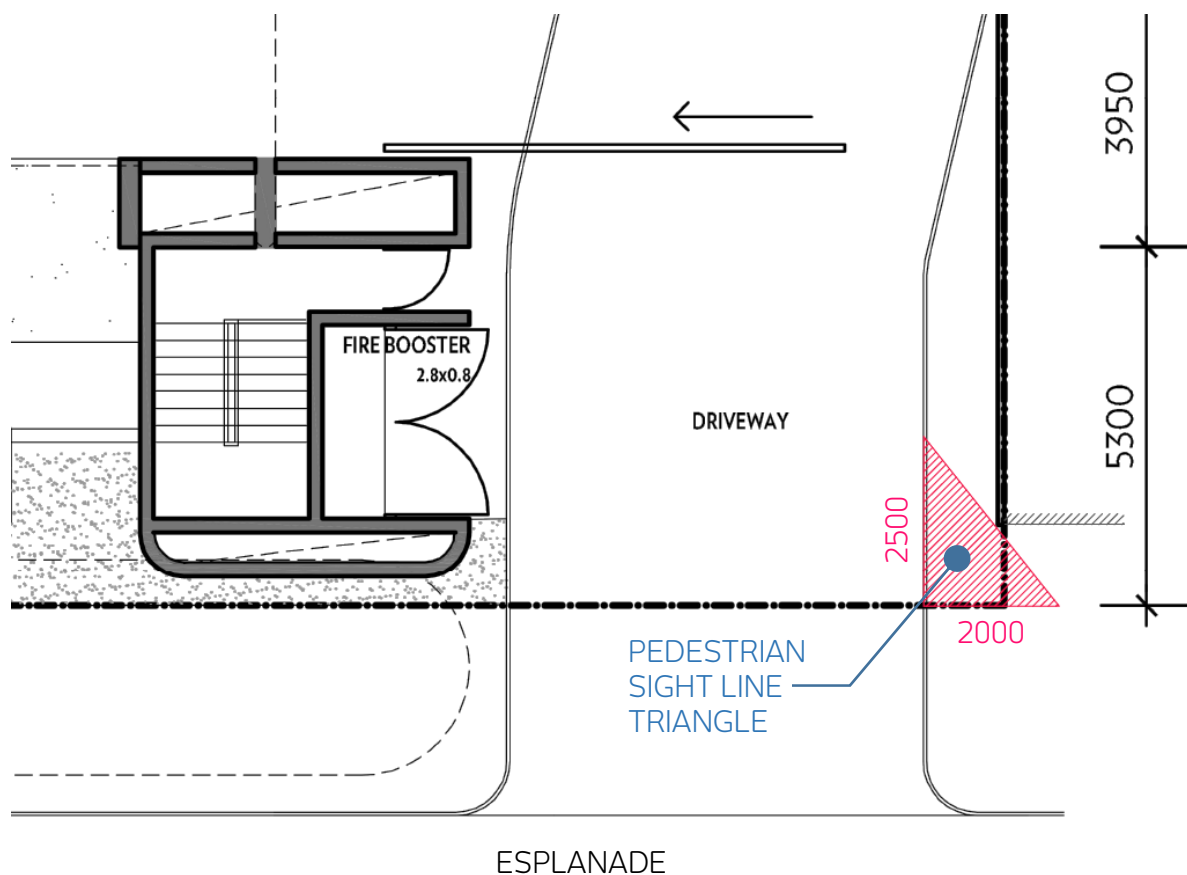 3950
FIRE BOOSTER
2.8x0.8
DRIVEWAY
5300
2500
2000
PEDESTRIAN
SIGHT LINE
TRIANGLE
ESPLANADE